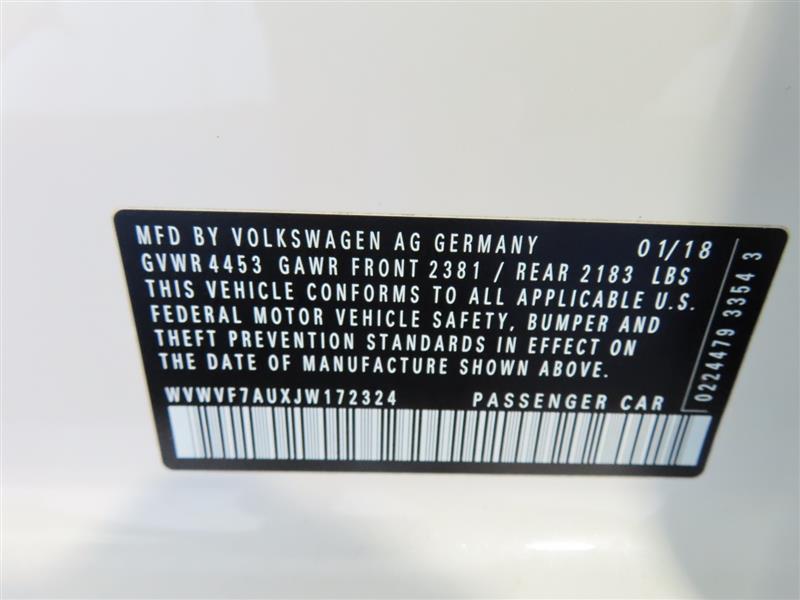 MFD BY VOLKSWAGEN AG GERMANY 01/18
GVWR 4453 GAWR FRONT 2381 / REAR 2183 LBS
THIS VEHICLE CONFORMS TO ALL APPLICABLE U.S.
FEDERAL MOTOR VEHICLE SAFETY, BUMPER AND
THEFT PREVENTION STANDARDS IN EFFECT ON
THE DATE OF MANUFACTURE SHOWN ABOVE.
WVWVF7AUXJW172324 PASSENGER CAR
0224479 3354 3